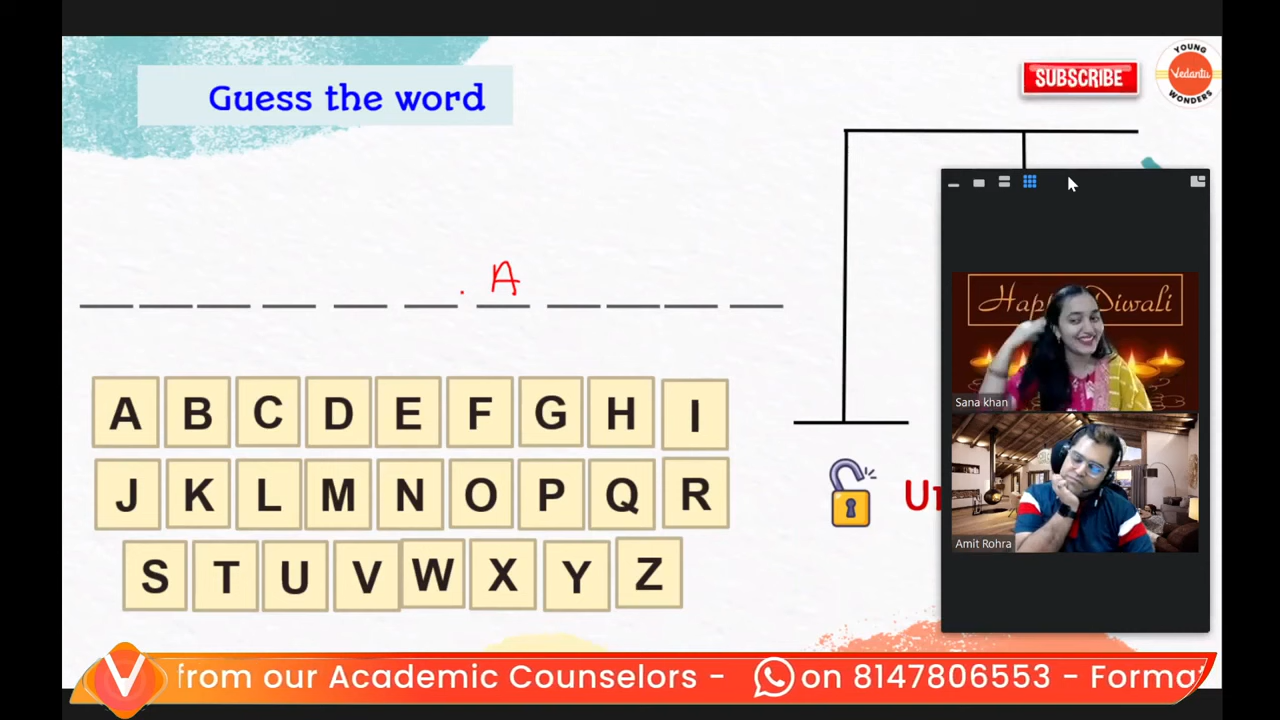 Guess the word
SUBSCRIBE
YOUNG
Vedantu
WONDERS
A
Happy Diwali
Sana khan
A B C D E F G H I
J K L M N O P Q R
S T U V W X Y Z
Amit Rohra
from our Academic Counselors - on 8147806553 - Format